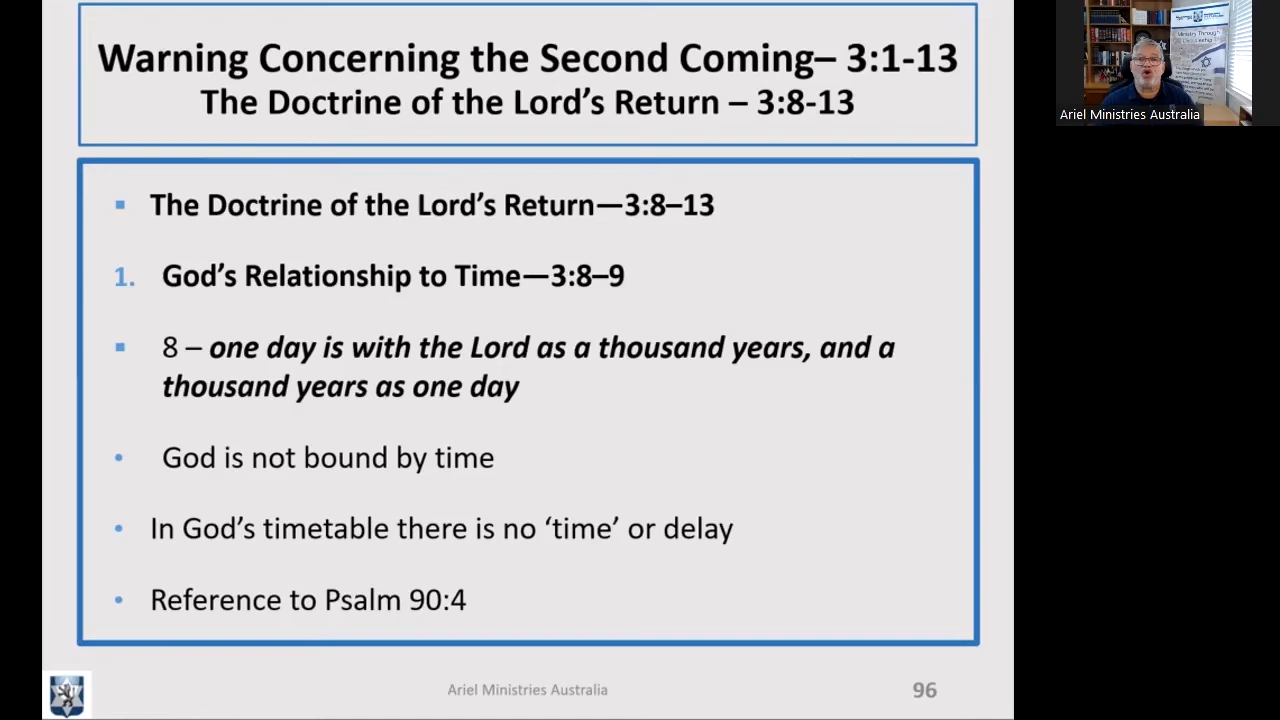 Warning Concerning the Second Coming– 3:1-13
The Doctrine of the Lord's Return – 3:8-13
▪ The Doctrine of the Lord's Return—3:8–13
1. God's Relationship to Time—3:8–9
▪ 8 – one day is with the Lord as a thousand years, and a
thousand years as one day
• God is not bound by time
• In God's timetable there is no ‘time’ or delay
• Reference to Psalm 90:4
Ariel Ministries Australia
96
Ministry Through
Ariel Ministries Australia